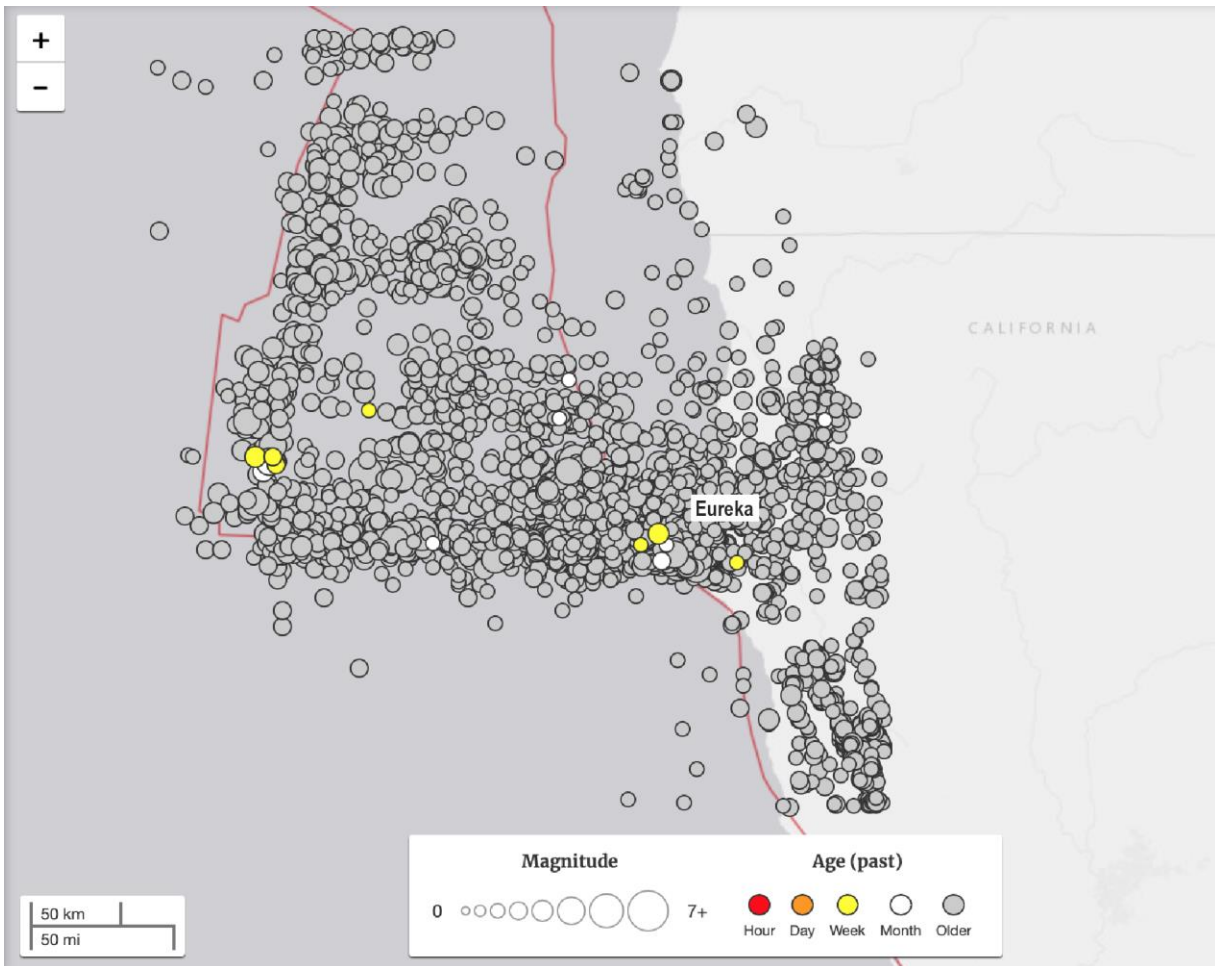 +
−
CALIFORNIA
Eureka
Magnitude
0 7+
Age (past)
Hour Day Week Month Older
50 km
50 mi